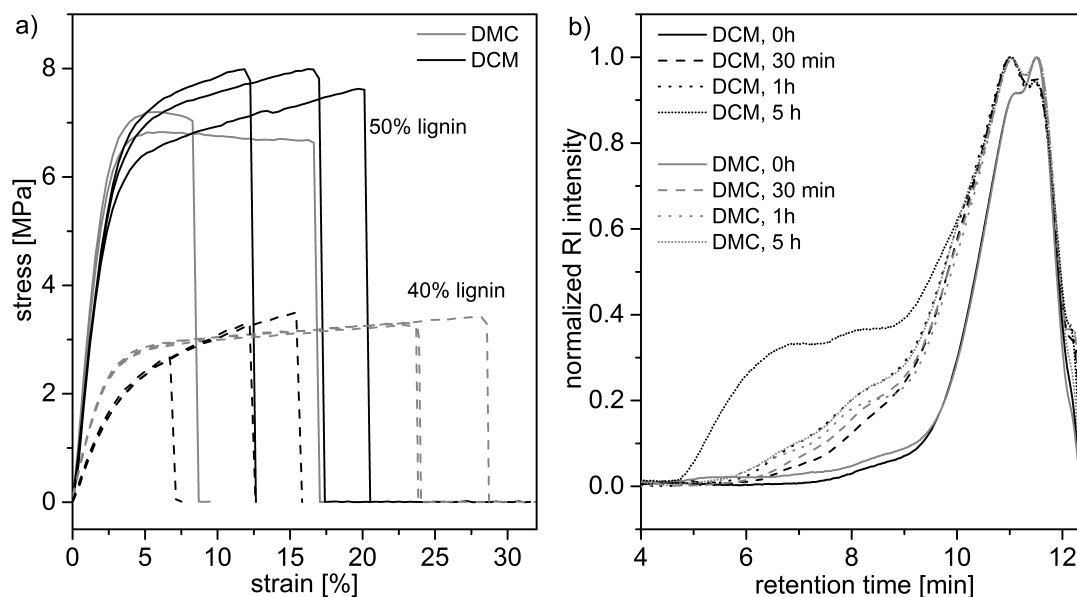 a)
DMC
DCM
50% lignin
40% lignin
stress [MPa]
8
6
4
2
0
0 5 10 15 20 25 30
strain [%]
b)
DCM, 0h
DCM, 30 min
DCM, 1h
DCM, 5 h
DMC, 0h
DMC, 30 min
DMC, 1h
DMC, 5 h
normalized RI intensity
1.0
0.8
0.6
0.4
0.2
0.0
4 6 8 10 12
retention time [min]